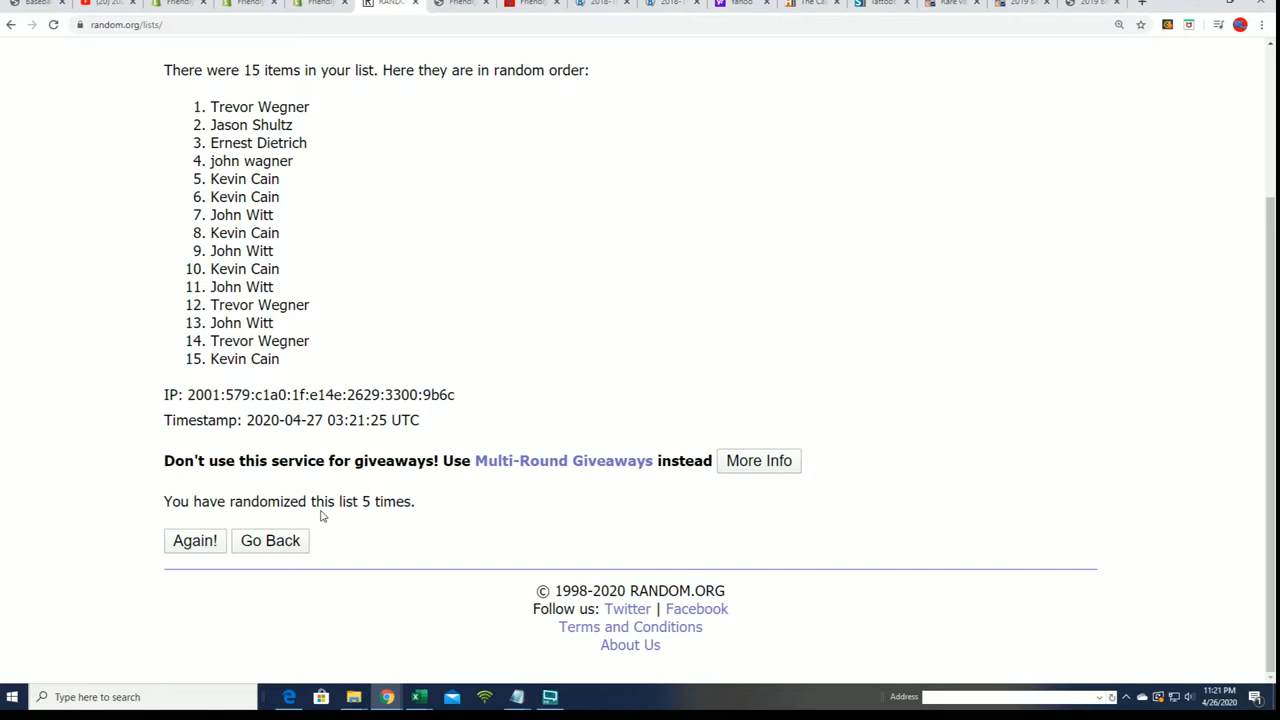 random.org/lists/
There were 15 items in your list. Here they are in random order:
1. Trevor Wegner
2. Jason Shultz
3. Ernest Dietrich
4. john wagner
5. Kevin Cain
6. Kevin Cain
7. John Witt
8. Kevin Cain
9. John Witt
10. Kevin Cain
11. John Witt
12. Trevor Wegner
13. John Witt
14. Trevor Wegner
15. Kevin Cain
IP: 2001:579:c1a0:1f:e14e:2629:3300:9b6c
Timestamp: 2020-04-27 03:21:25 UTC
Don't use this service for giveaways! Use Multi-Round Giveaways instead More Info
You have randomized this list 5 times.
Again! Go Back
© 1998-2020 RANDOM.ORG
Follow us: Twitter | Facebook
Terms and Conditions
About Us
Type here to search
Address
11:21 PM
4/26/2020